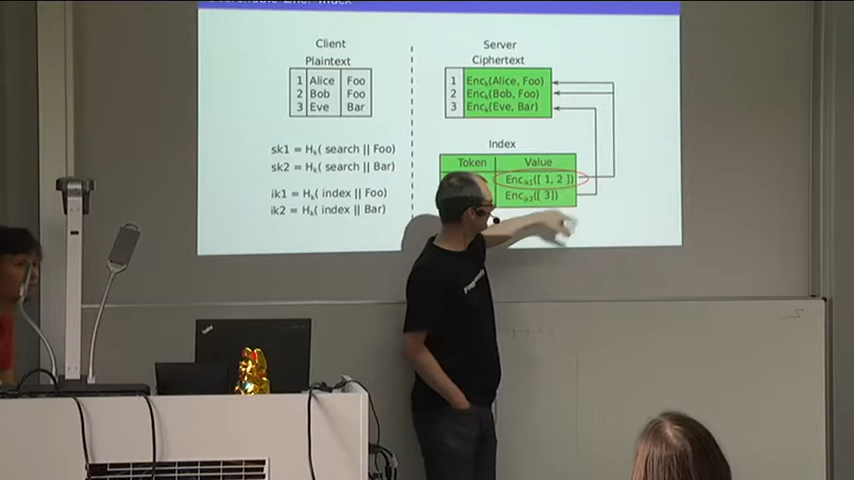 Client
Plaintext
1 Alice Foo
2 Bob Foo
3 Eve Bar
sk1 = Hₖ( search || Foo)
sk2 = Hₖ( search || Bar)
ik1 = Hₖ( index || Foo)
ik2 = Hₖ( index || Bar)
Server
Ciphertext
1 Encₖ(Alice, Foo)
2 Encₖ(Bob, Foo)
3 Encₖ(Eve, Bar)
Index
Token Value
Encᵢₖ₁([ 1, 2 ])
Encᵢₖ₂([ 3])